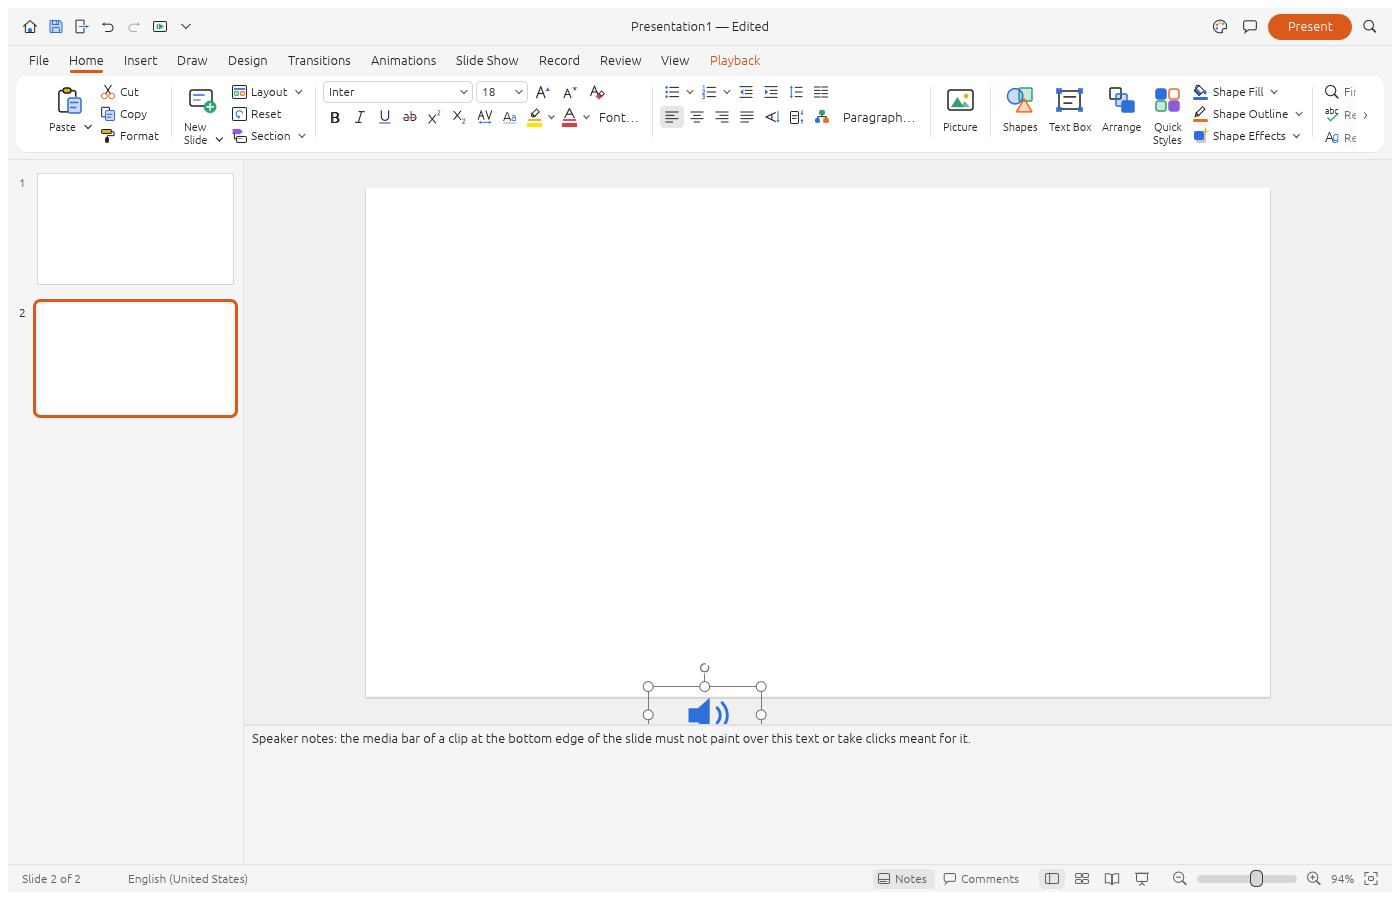 Presentation1 — Edited
Present
File Home Insert Draw Design Transitions Animations Slide Show Record Review View Playback
Paste
Cut
Copy
Format
New Slide
Layout
Reset
Section
Inter
18
Font...
Paragraph...
Picture
Shapes
Text Box
Arrange
Quick Styles
Shape Fill
Shape Outline
Shape Effects
1
2
Speaker notes: the media bar of a clip at the bottom edge of the slide must not paint over this text or take clicks meant for it.
Slide 2 of 2
English (United States)
Notes
Comments
94%